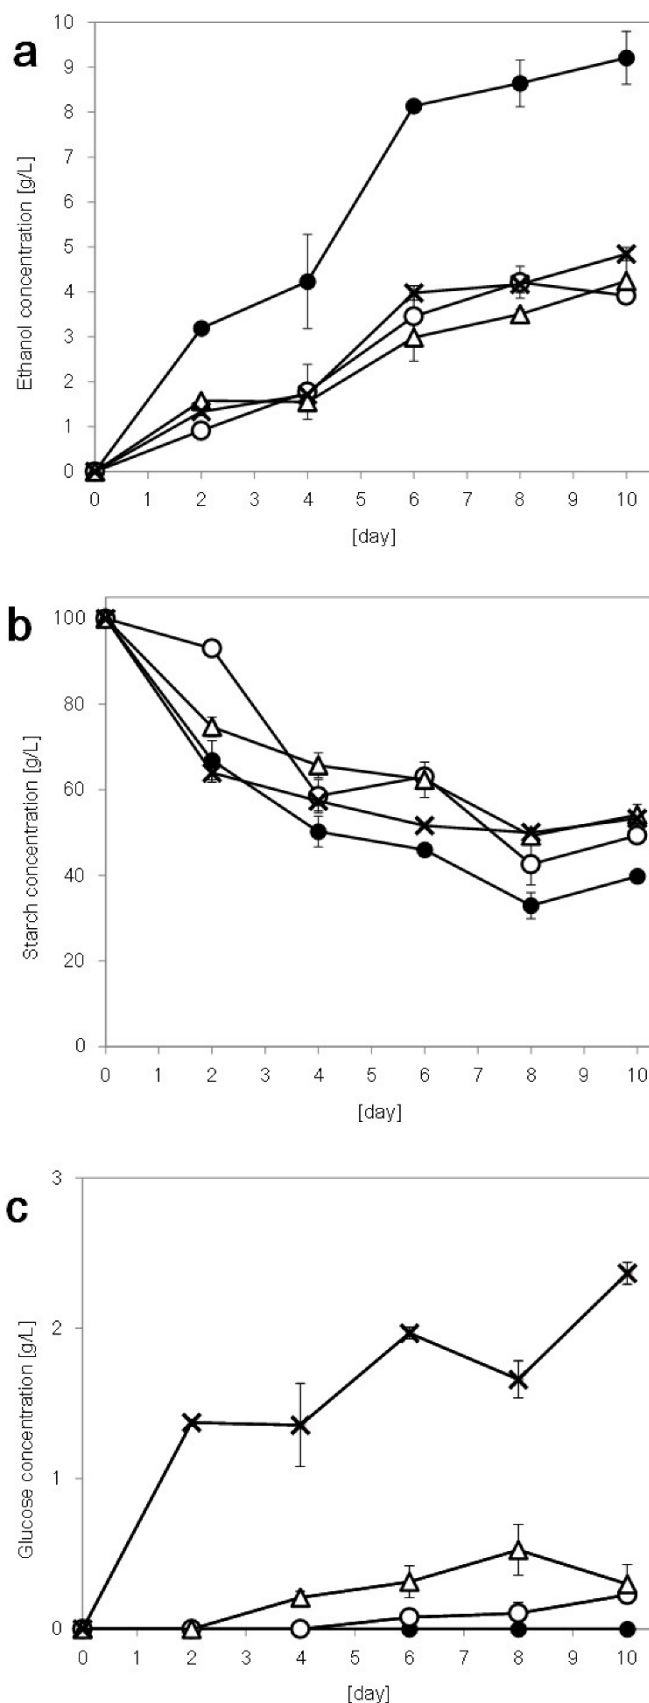 a
Ethanol concentration [g/L]
10
9
8
7
6
5
4
3
2
1
0
0 1 2 3 4 5 6 7 8 9 10
[day]
b
Starch concentration [g/L]
100
80
60
40
20
0
0 1 2 3 4 5 6 7 8 9 10
[day]
c
Glucose concentration [g/L]
3
2
1
0
0 1 2 3 4 5 6 7 8 9 10
[day]